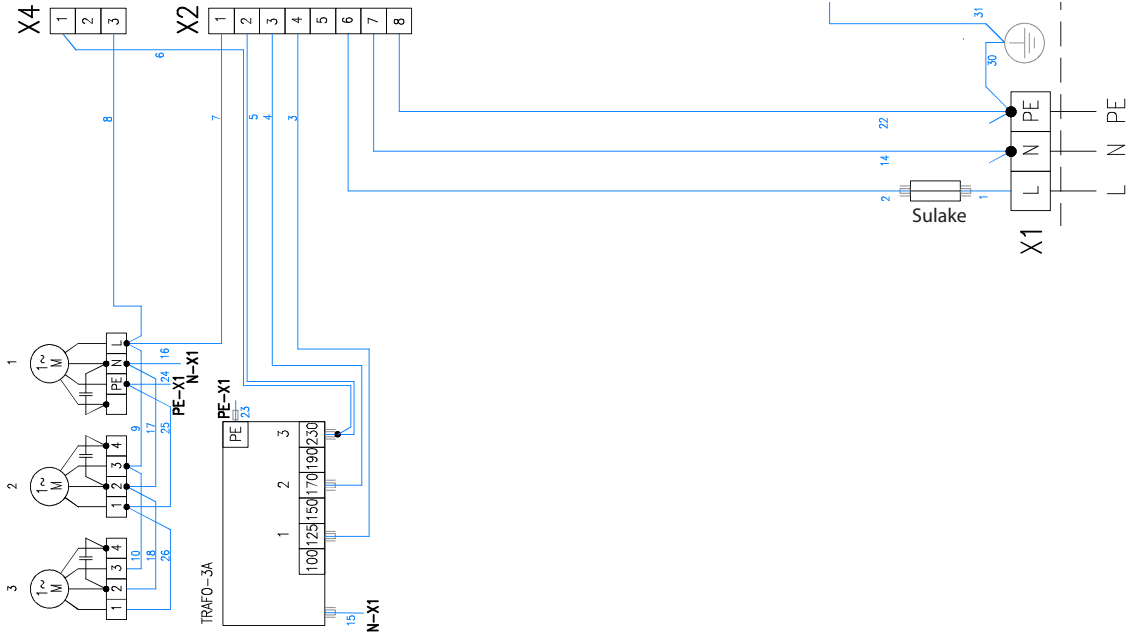 X4
1
2
3
X2
1
2
3
4
5
6
7
8
6
8
7
5
4
3
31
30
22
14
2
1
Sulake
PE
N
L
PE
N
L
X1
1
1~
M
L
N
PE
16
N-X1
24
PE-X1
9
17
25
2
1~
M
4
3
2
1
10
18
26
3
1~
M
4
3
2
1
TRAFO-3A
PE-X1
23
PE
3
2
1
230
190
170
150
125
100
15
N-X1